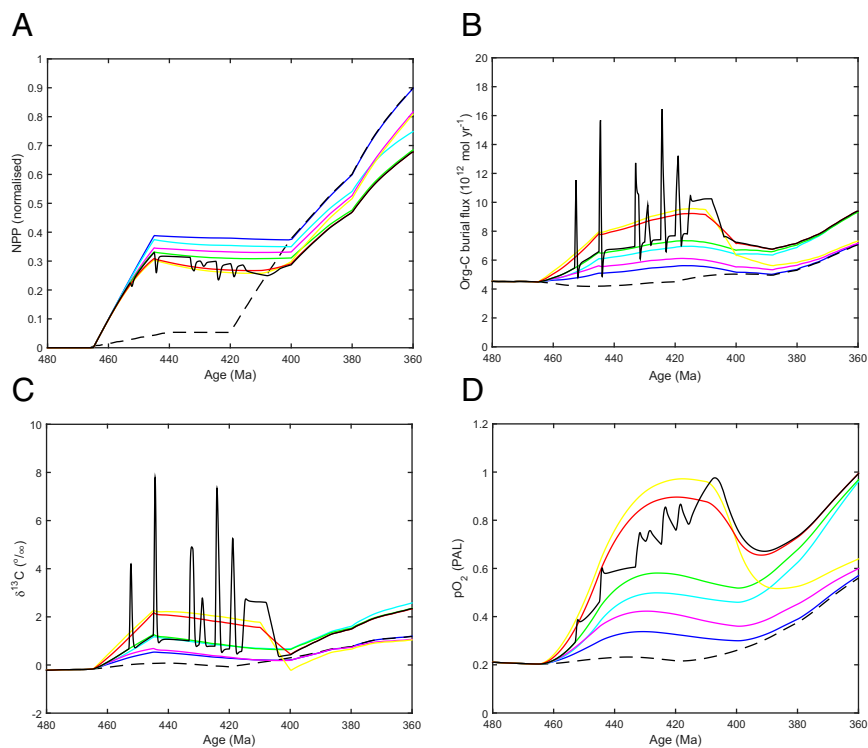 A
NPP (normalised)
1
0.9
0.8
0.7
0.6
0.5
0.4
0.3
0.2
0.1
0
480 460 440 420 400 380 360
Age (Ma)
B
Org-C burial flux (10¹² mol yr⁻¹)
20
18
16
14
12
10
8
6
4
2
0
480 460 440 420 400 380 360
Age (Ma)
C
δ¹³C (°/∞)
10
8
6
4
2
0
-2
480 460 440 420 400 380 360
Age (Ma)
D
pO₂ (PAL)
1.2
1
0.8
0.6
0.4
0.2
0
480 460 440 420 400 380 360
Age (Ma)